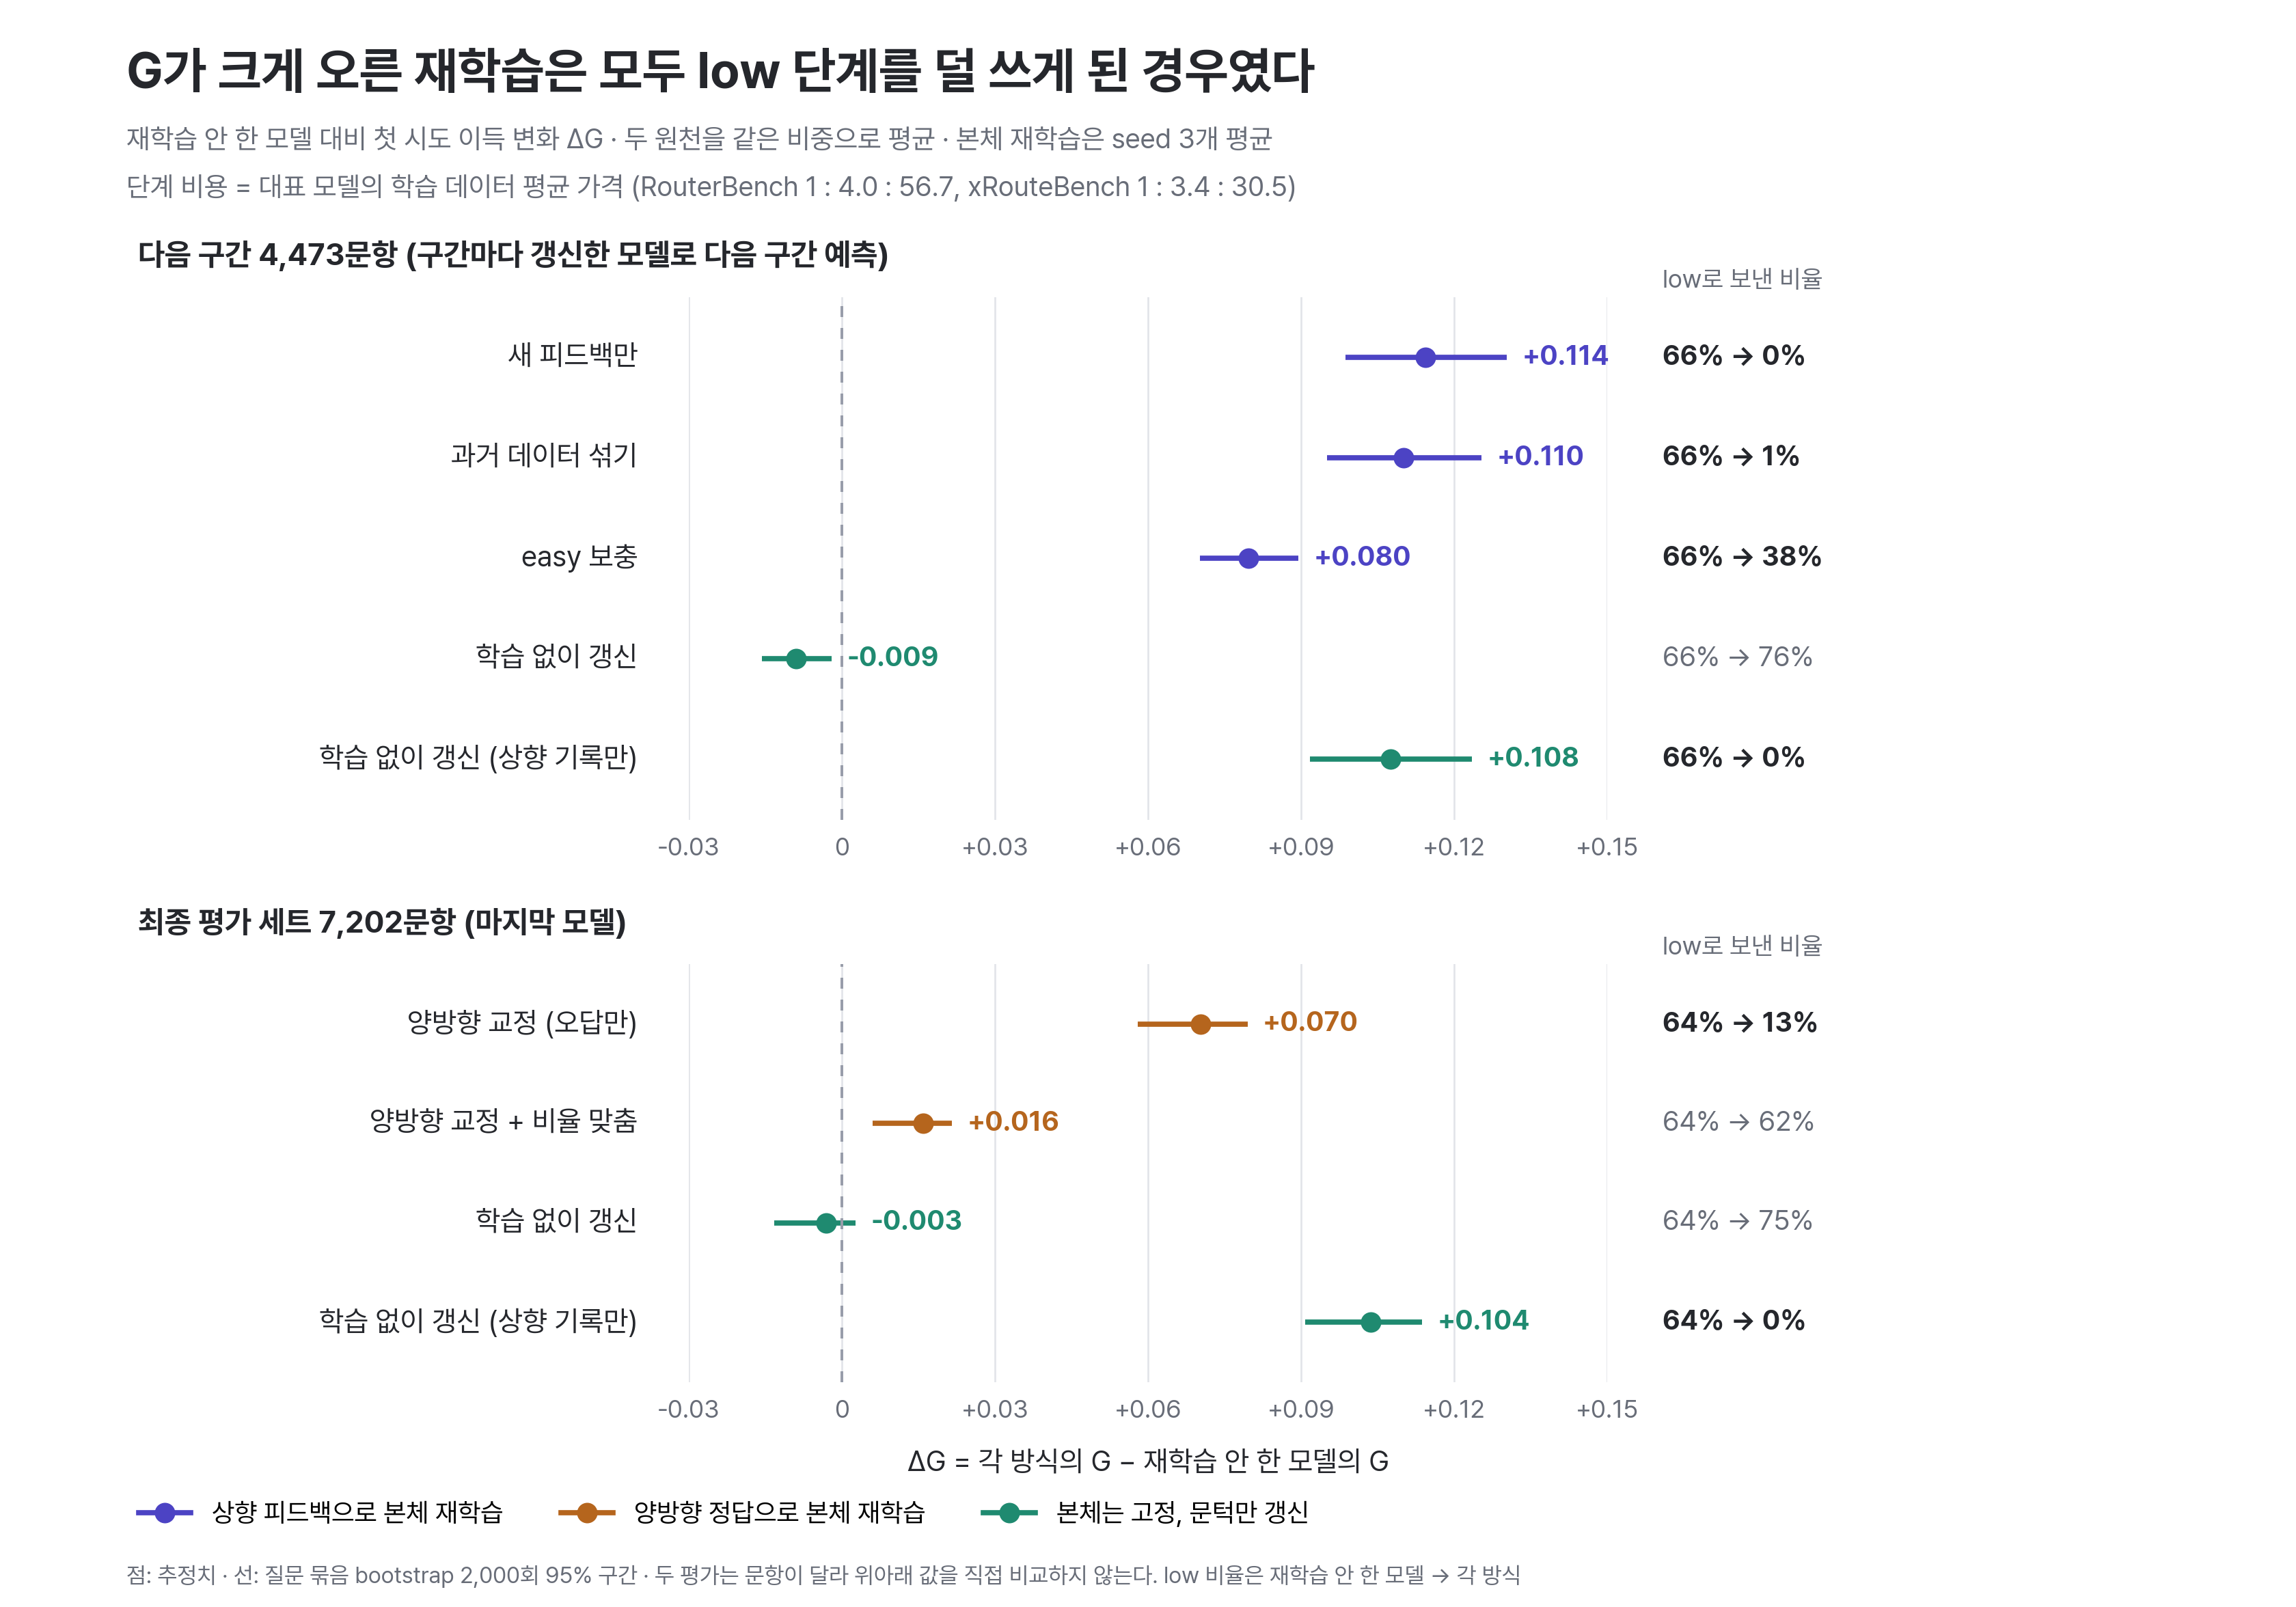 G가 크게 오른 재학습은 모두 low 단계를 덜 쓰게 된 경우였다
재학습 안 한 모델 대비 첫 시도 이득 변화 ΔG · 두 원천을 같은 비중으로 평균 · 본체 재학습은 seed 3개 평균
단계 비용 = 대표 모델의 학습 데이터 평균 가격 (RouterBench 1 : 4.0 : 56.7, xRouteBench 1 : 3.4 : 30.5)
다음 구간 4,473문항 (구간마다 갱신한 모델로 다음 구간 예측)
low로 보낸 비율
새 피드백만 +0.114 66% → 0%
과거 데이터 섞기 +0.110 66% → 1%
easy 보충 +0.080 66% → 38%
학습 없이 갱신 -0.009 66% → 76%
학습 없이 갱신 (상향 기록만) +0.108 66% → 0%
-0.03 0 +0.03 +0.06 +0.09 +0.12 +0.15
최종 평가 세트 7,202문항 (마지막 모델)
low로 보낸 비율
양방향 교정 (오답만) +0.070 64% → 13%
양방향 교정 + 비율 맞춤 +0.016 64% → 62%
학습 없이 갱신 -0.003 64% → 75%
학습 없이 갱신 (상향 기록만) +0.104 64% → 0%
-0.03 0 +0.03 +0.06 +0.09 +0.12 +0.15
ΔG = 각 방식의 G − 재학습 안 한 모델의 G
상향 피드백으로 본체 재학습 양방향 정답으로 본체 재학습 본체는 고정, 문턱만 갱신
점: 추정치 · 선: 질문 묶음 bootstrap 2,000회 95% 구간 · 두 평가는 문항이 달라 위아래 값을 직접 비교하지 않는다. low 비율은 재학습 안 한 모델 → 각 방식